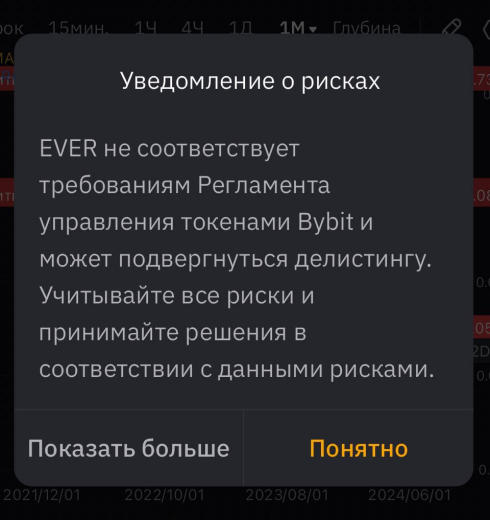 15мин. 1Ч 4Ч 1Д 1М Глубина
Уведомление о рисках
EVER не соответствует
требованиям Регламента
управления токенами Bybit и
может подвергнуться делистингу.
Учитывайте все риски и
принимайте решения в
соответствии с данными рисками.
Показать больше
Понятно
2021/12/01 2022/10/01 2023/08/01 2024/06/01